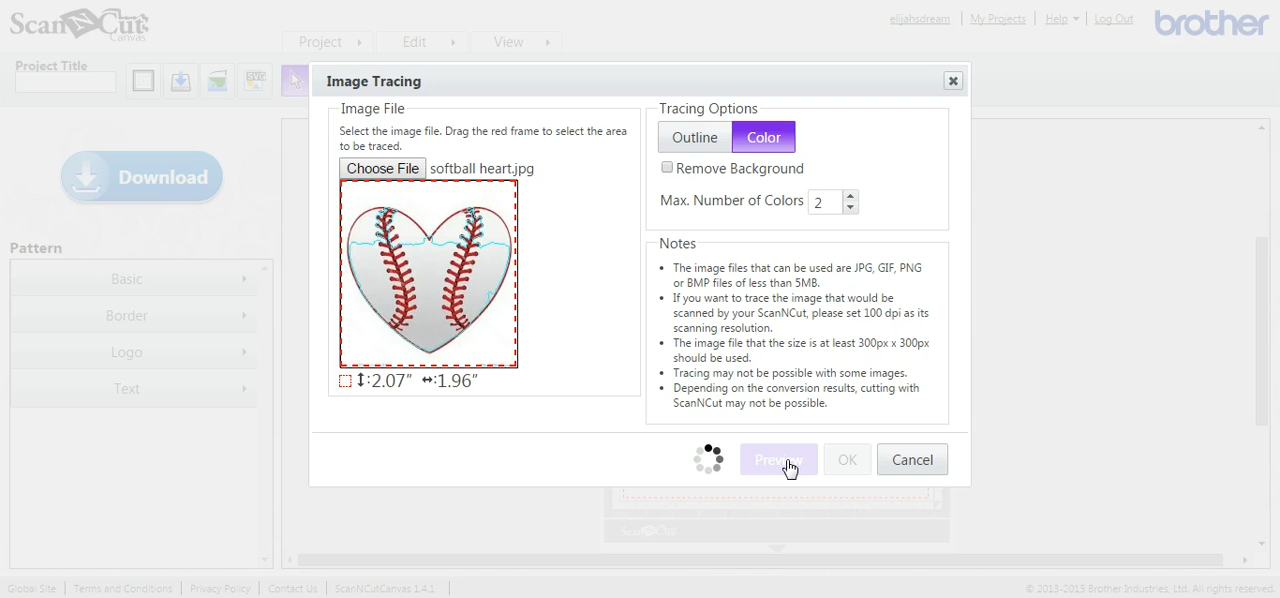 ScanNCut
Canvas
elijahsdream
My Projects
Help
Log Out
brother
Project
Edit
View
Project Title
SVG
Download
Pattern
Basic
Border
Logo
Text
Image Tracing
Image File
Select the image file. Drag the red frame to select the area
to be traced.
Choose File softball heart.jpg
:2.07" :1.96"
Tracing Options
Outline Color
Remove Background
Max. Number of Colors 2
Notes
• The image files that can be used are JPG, GIF, PNG
or BMP files of less than 5MB.
• If you want to trace the image that would be
scanned by your ScanNCut, please set 100 dpi as its
scanning resolution.
• The image file that the size is at least 300px x 300px
should be used.
• Tracing may not be possible with some images.
• Depending on the conversion results, cutting with
ScanNCut may not be possible.
Preview OK Cancel
ScanNCut
Global Site Terms and Conditions Privacy Policy Contact Us ScanNCutCanvas 1.4.1
© 2013-2015 Brother Industries, Ltd. All rights reserved.